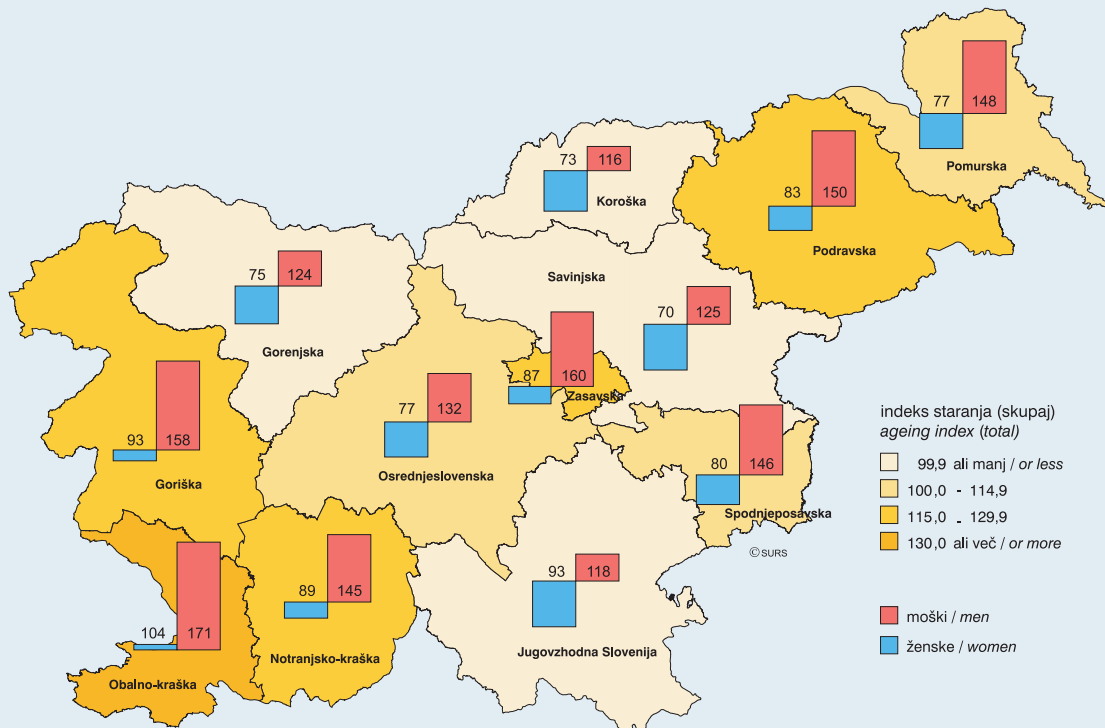 77
148
Pomurska
73
116
Koroška
83
150
Podravska
75
124
Gorenjska
Savinjska
70
125
87
160
Zasavska
77
132
Osrednjeslovenska
93
158
Goriška
80
146
Spodnjeposavska
93
118
Jugovzhodna Slovenija
89
145
Notranjsko-kraška
104
171
Obalno-kraška
© SURS
indeks staranja (skupaj)
ageing index (total)
99,9 ali manj / or less
100,0 - 114,9
115,0 - 129,9
130,0 ali več / or more
moški / men
ženske / women